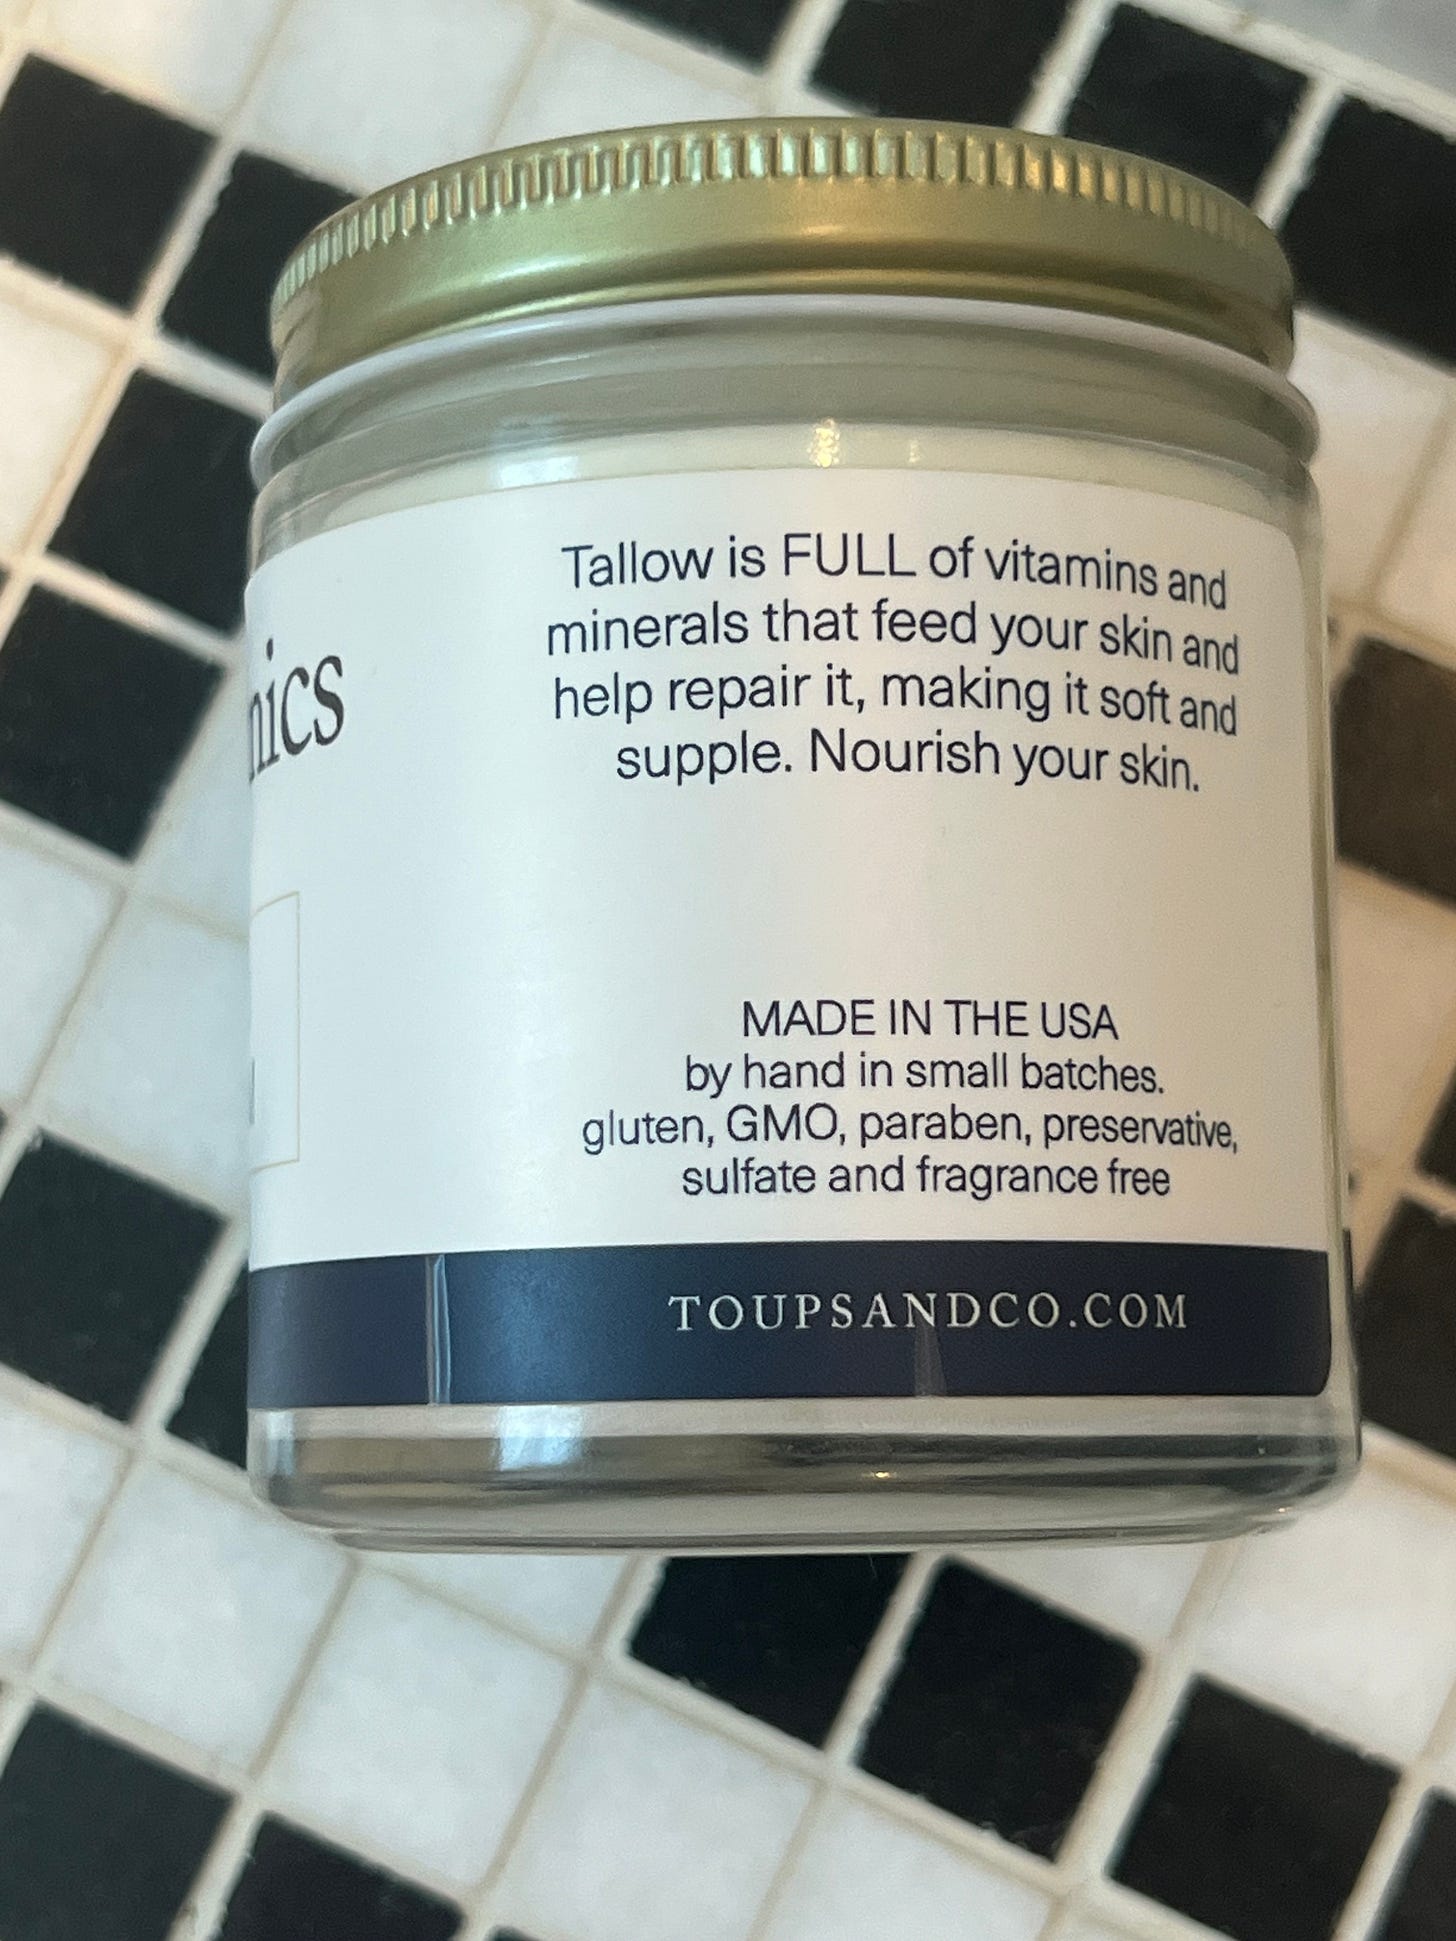 Tallow is FULL of vitamins and
minerals that feed your skin and
help repair it, making it soft and
supple. Nourish your skin.
MADE IN THE USA
by hand in small batches.
gluten, GMO, paraben, preservative,
sulfate and fragrance free
TOUPSANDCO.COM